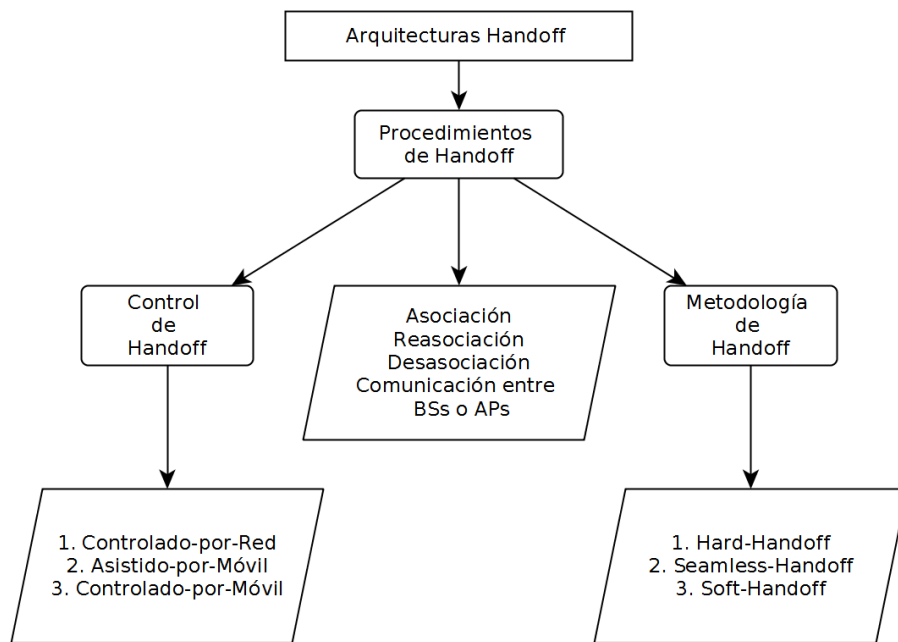 Arquitecturas Handoff
Procedimientos
de Handoff
Control
de
Handoff
Asociación
Reasociación
Desasociación
Comunicación entre
BSs o APs
Metodología
de
Handoff
1. Controlado-por-Red
2. Asistido-por-Móvil
3. Controlado-por-Móvil
1. Hard-Handoff
2. Seamless-Handoff
3. Soft-Handoff